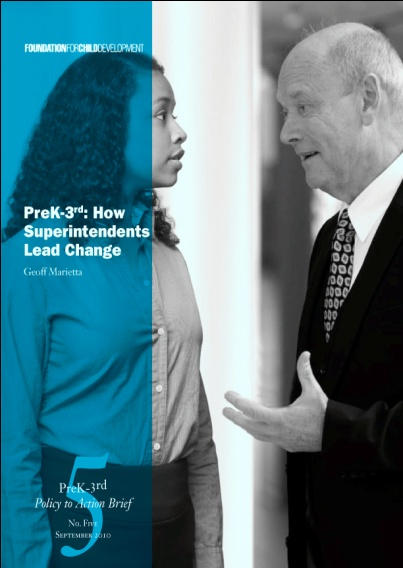 FOUNDATIONFORCHILDDEVELOPMENT
PreK-3rd: How
Superintendents
Lead Change
Geoff Marietta
5
PreK-3rd
Policy to Action Brief
No. Five
September 2010